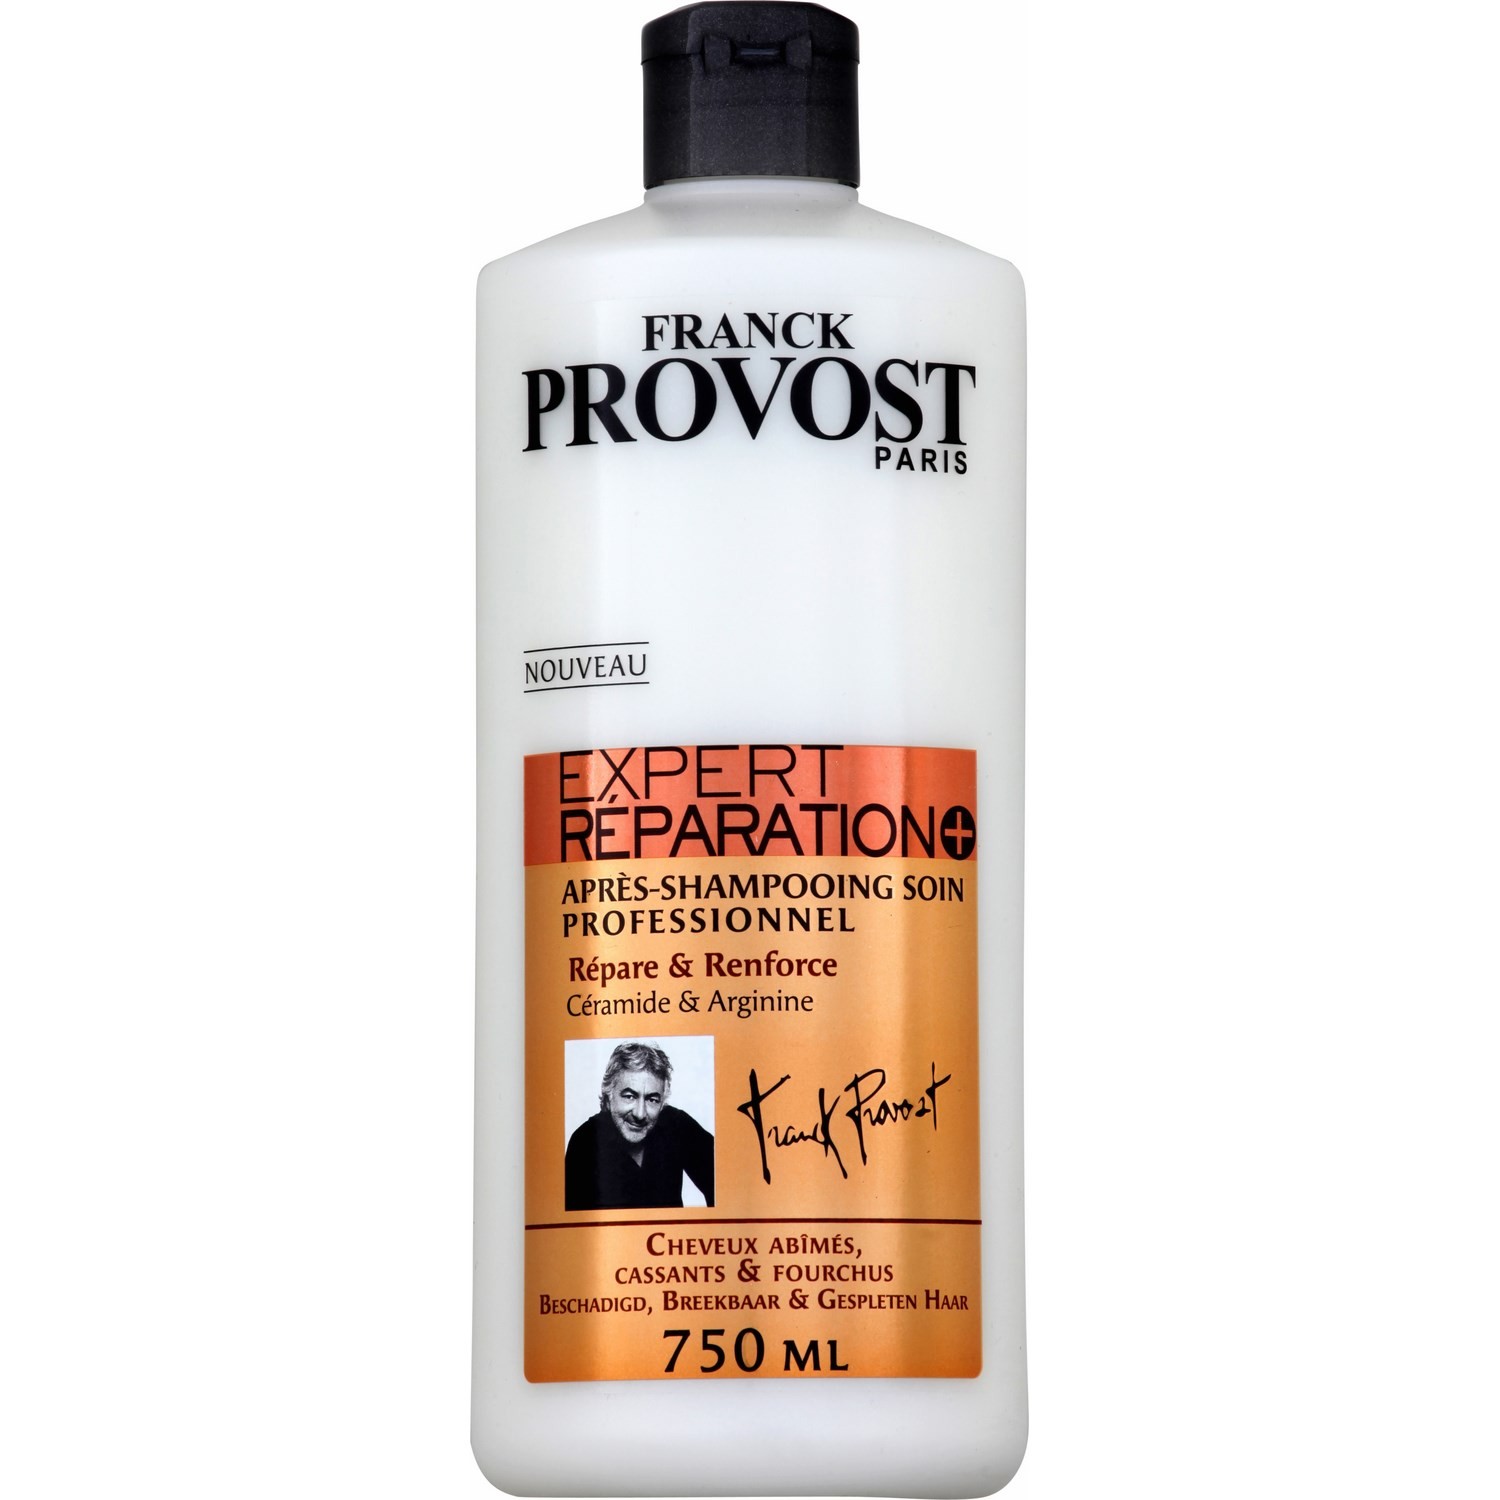 FRANCK
PROVOST
PARIS
NOUVEAU
EXPERT
RÉPARATION+
APRÈS-SHAMPOOING SOIN
PROFESSIONNEL
Répare & Renforce
Céramide & Arginine
Franck Provost
CHEVEUX ABÎMÉS,
CASSANTS & FOURCHUS
BESCHADIGD, BREEKBAAR & GESPLETEN HAAR
750 ML